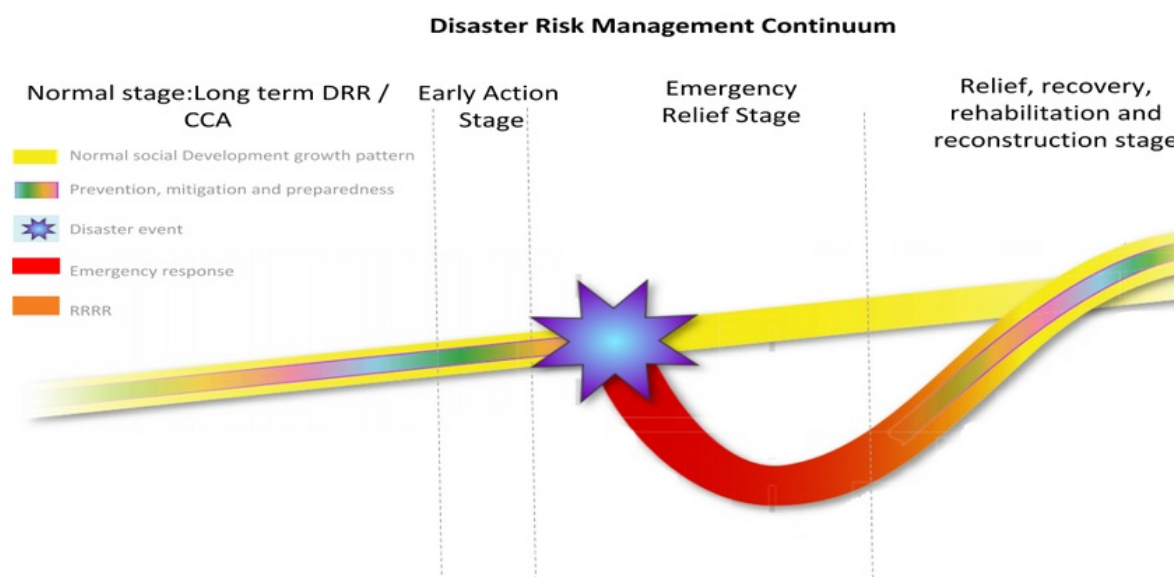 Disaster Risk Management Continuum
Normal stage:Long term DRR /
CCA
Early Action
Stage
Emergency
Relief Stage
Relief, recovery,
rehabilitation and
reconstruction stage
Normal social Development growth pattern
Prevention, mitigation and preparedness
Disaster event
Emergency response
RRRR